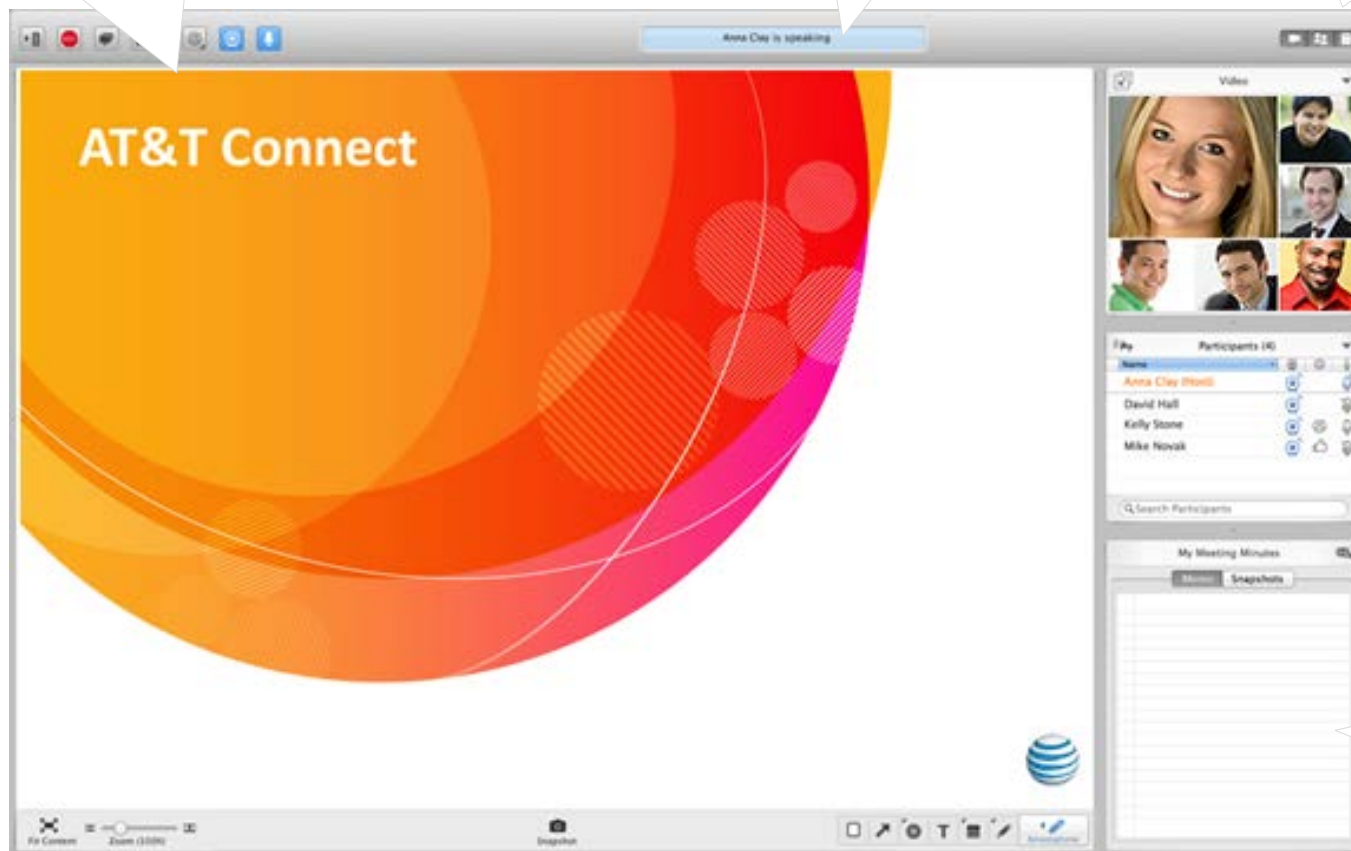 Anna Clay is speaking
AT&T Connect
Video
Participants (4)
Name
Anna Clay (Host)
David Hall
Kelly Stone
Mike Novak
Search Participants
My Meeting Minutes
Memo Snapshots
Fit Content
Zoom (100%)
Snapshot
T
Annotations